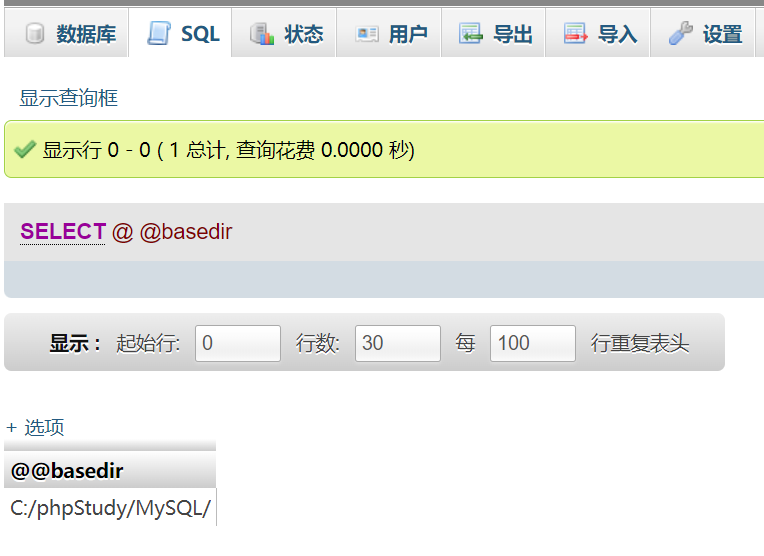 数据库 SQL 状态 用户 导出 导入 设置
显示查询框
显示行 0 - 0 ( 1 总计, 查询花费 0.0000 秒)
SELECT @ @basedir
显示 : 起始行: 0 行数: 30 每 100 行重复表头
+ 选项
@@basedir
C:/phpStudy/MySQL/